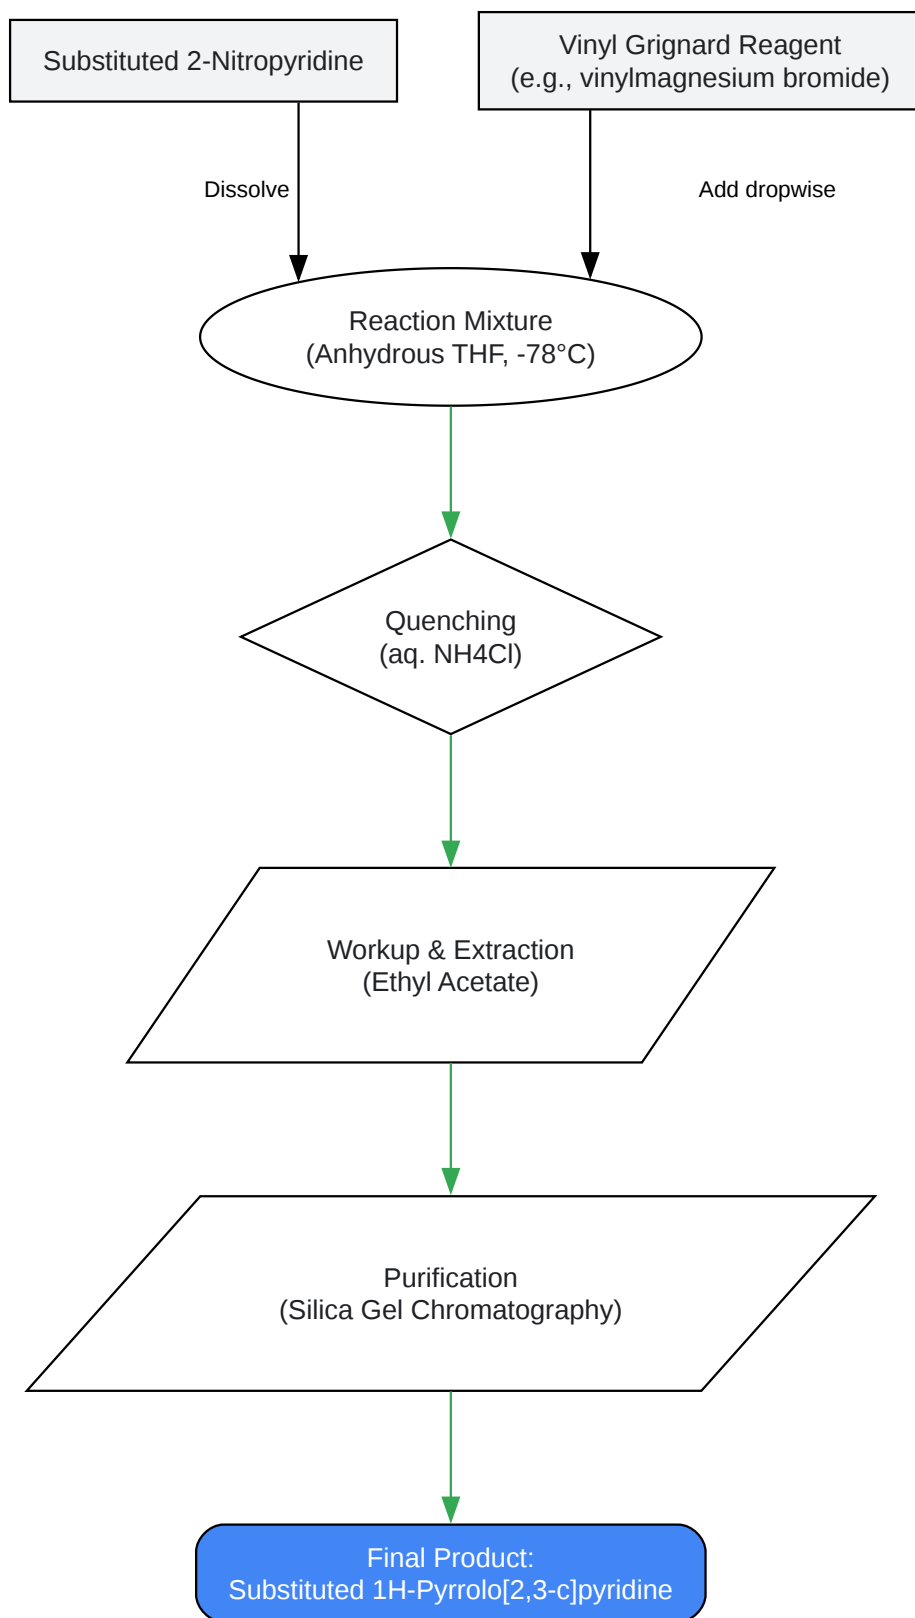 Substituted 2-Nitropyridine
Vinyl Grignard Reagent
(e.g., vinylmagnesium bromide)
Dissolve
Add dropwise
Reaction Mixture
(Anhydrous THF, -78°C)
Quenching
(aq. NH4Cl)
Workup & Extraction
(Ethyl Acetate)
Purification
(Silica Gel Chromatography)
Final Product:
Substituted 1H-Pyrrolo[2,3-c]pyridine